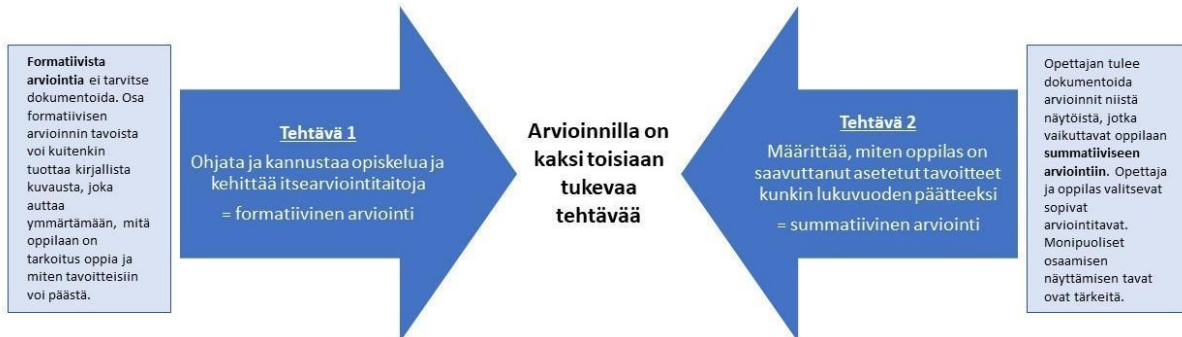 Formatiivista
arviointia ei tarvitse
dokumentoida. Osa
formatiivisen
arvioinnin tavoista
voi kuitenkin
tuottaa kirjallista
kuvausta, joka
auttaa
ymmärtämään, mitä
oppilaan on
tarkoitus oppia ja
miten tavoitteisiin
voi päästä.
Tehtävä 1
Ohjata ja kannustaa opiskelua ja
kehittää itsearviointitaitoja
= formatiivinen arviointi
Arvioinnilla on
kaksi toisiaan
tukevaa
tehtävää
Tehtävä 2
Määrittää, miten oppilas on
saavuttanut asetetut tavoitteet
kunkin lukuvuoden päätteeksi
= summatiivinen arviointi
Opettajan tulee
dokumentoida
arvioinnit niistä
näytöistä, jotka
vaikuttavat oppilaan
summatiiviseen
arviointiin. Opettaja
ja oppilas valitsevat
sopivat
arviointitavat.
Monipuoliset
osaamisen
näyttämisen tavat
ovat tärkeitä.